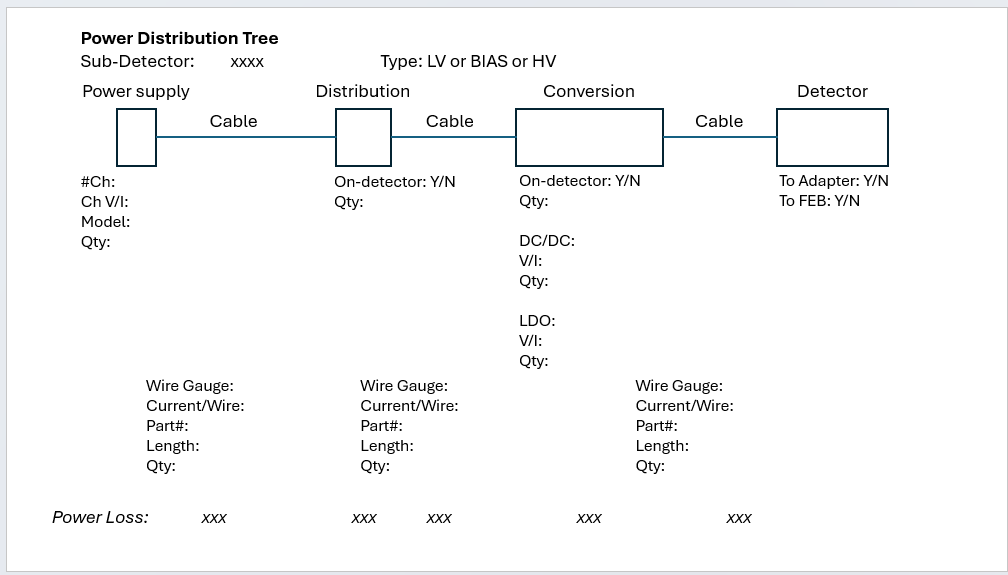 Power Distribution Tree
Sub-Detector: xxxx Type: LV or BIAS or HV
Power supply Distribution Conversion Detector
Cable Cable Cable
#Ch:
Ch V/I:
Model:
Qty:
On-detector: Y/N
Qty:
On-detector: Y/N
Qty:
DC/DC:
V/I:
Qty:
LDO:
V/I:
Qty:
To Adapter: Y/N
To FEB: Y/N
Wire Gauge:
Current/Wire:
Part#:
Length:
Qty:
Wire Gauge:
Current/Wire:
Part#:
Length:
Qty:
Wire Gauge:
Current/Wire:
Part#:
Length:
Qty:
Power Loss: xxx xxx xxx xxx xxx